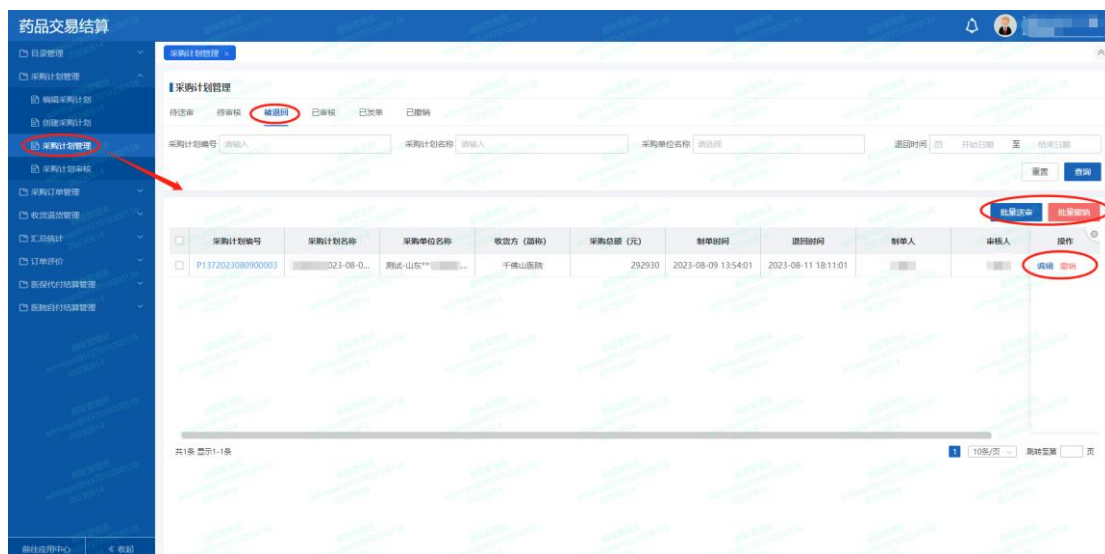 药品交易结算
目录管理
采购计划管理
编辑采购计划
创建采购计划
采购计划管理
采购计划审核
采购订单管理
收货退货管理
汇总统计
订单评价
医保代付结算管理
医院自付结算管理
前往应用中心 收起
采购计划管理 ×
采购计划管理
待送审 待审核 被退回 已审核 已发单 已撤销
采购计划编号 请输入 采购计划名称 请输入 采购单位名称 请选择 退回时间 开始日期 至 结束日期
重置 查询
批量送审 批量撤销
采购计划编号 采购计划名称 采购单位名称 收货方（简称） 采购总额（元） 制单时间 退回时间 制单人 审核人 操作
P1372023080900003 023-08-0... 测试-山东** ... 千佛山医院 292930 2023-08-09 13:54:01 2023-08-11 18:11:01 编辑 撤销
共1条 显示1-1条
1 10条/页 跳转至第 页